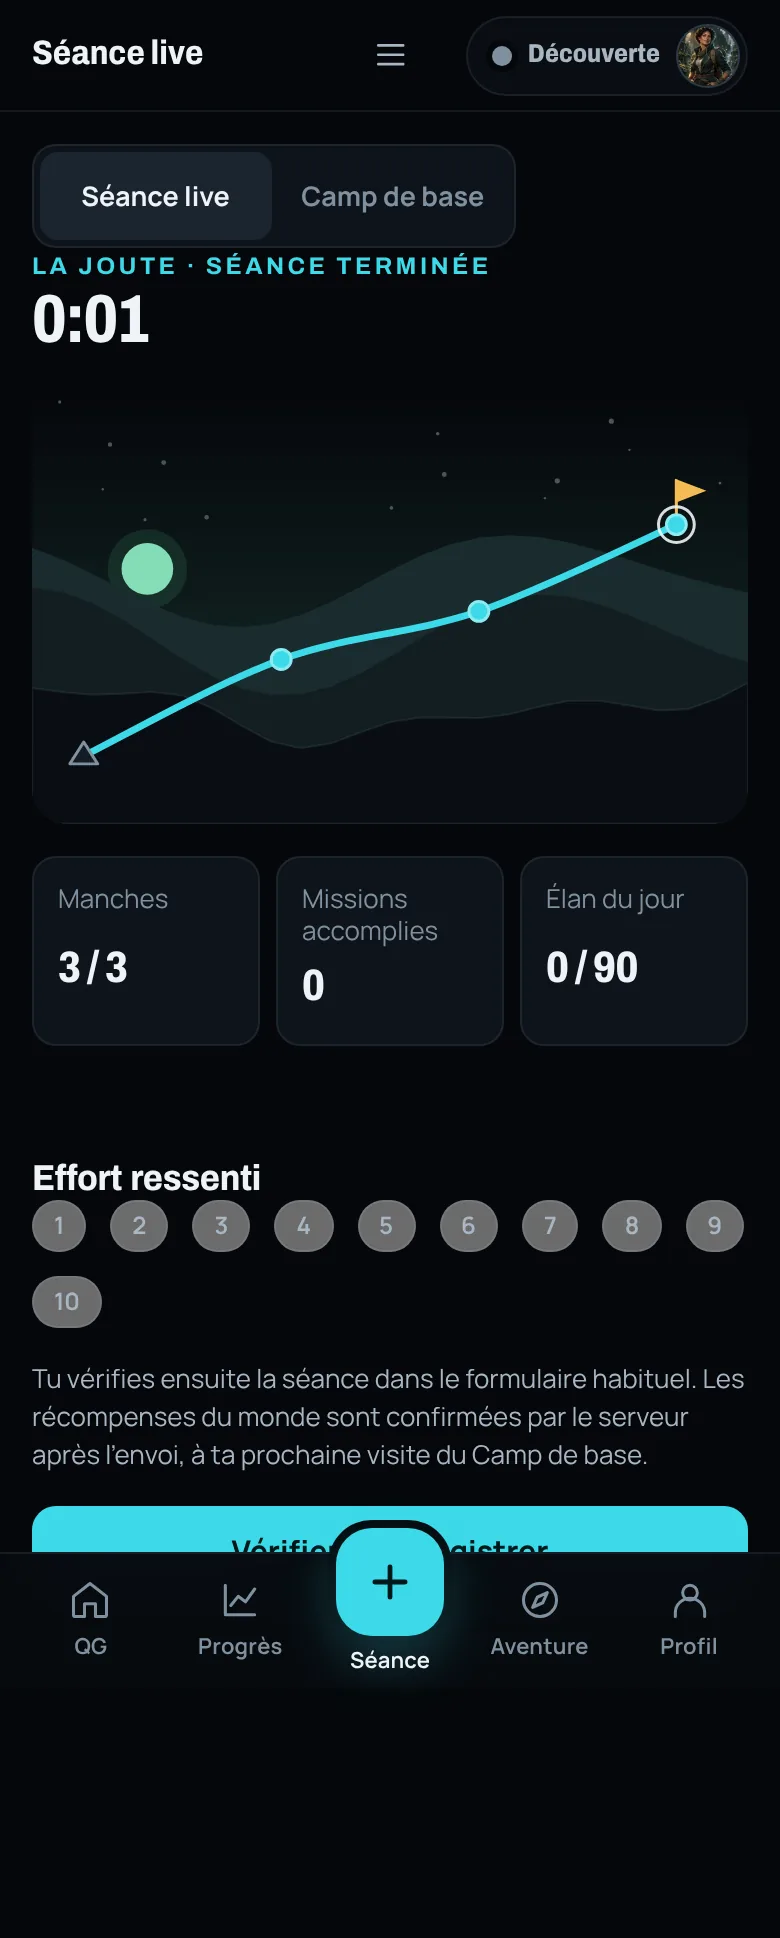 Séance live
Découverte
Séance live
Camp de base
LA JOUTE · SÉANCE TERMINÉE
0:01
Manches
3 / 3
Missions
accomplies
0
Élan du jour
0 / 90
Effort ressenti
1 2 3 4 5 6 7 8 9
10
Tu vérifies ensuite la séance dans le formulaire habituel. Les
récompenses du monde sont confirmées par le serveur
après l'envoi, à ta prochaine visite du Camp de base.
QG
Progrès
Séance
Aventure
Profil